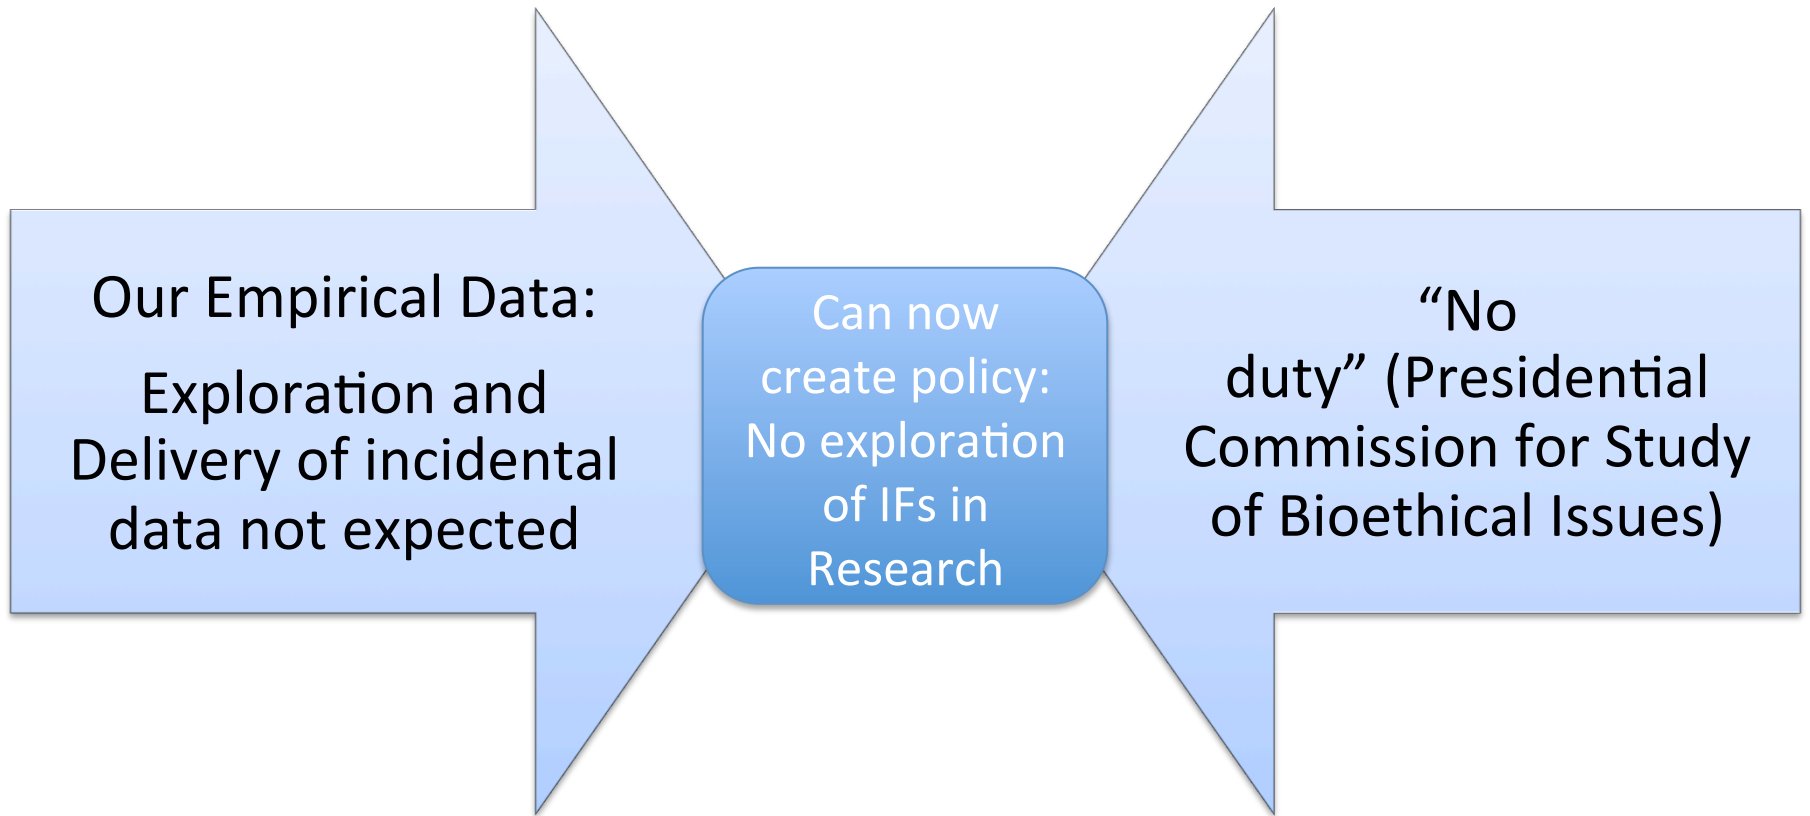 Our Empirical Data:
Exploration and
Delivery of incidental
data not expected
Can now
create policy:
No exploration
of IFs in
Research
“No
duty” (Presidential
Commission for Study
of Bioethical Issues)